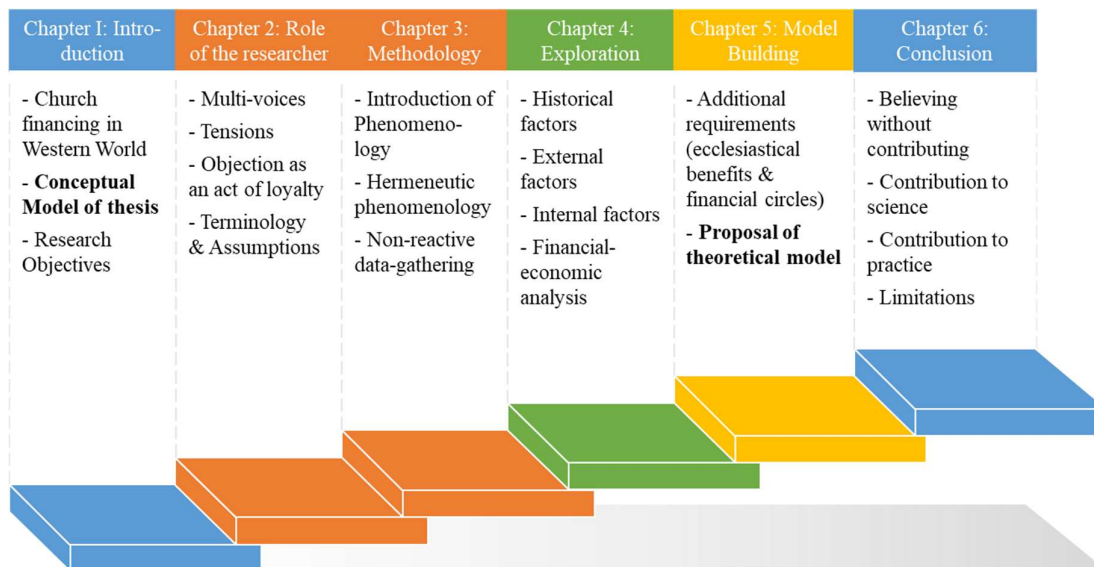 Chapter I: Intro-
duction
Chapter 2: Role
of the researcher
Chapter 3:
Methodology
Chapter 4:
Exploration
Chapter 5: Model
Building
Chapter 6:
Conclusion
- Church
financing in
Western World
- Conceptual
Model of thesis
- Research
Objectives
- Multi-voices
- Tensions
- Objection as
an act of loyalty
- Terminology
& Assumptions
- Introduction of
Phenomeno-
logy
- Hermeneutic
phenomenology
- Non-reactive
data-gathering
- Historical
factors
- External
factors
- Internal factors
- Financial-
economic
analysis
- Additional
requirements
(ecclesiastical
benefits &
financial circles)
- Proposal of
theoretical model
- Believing
without
contributing
- Contribution to
science
- Contribution to
practice
- Limitations